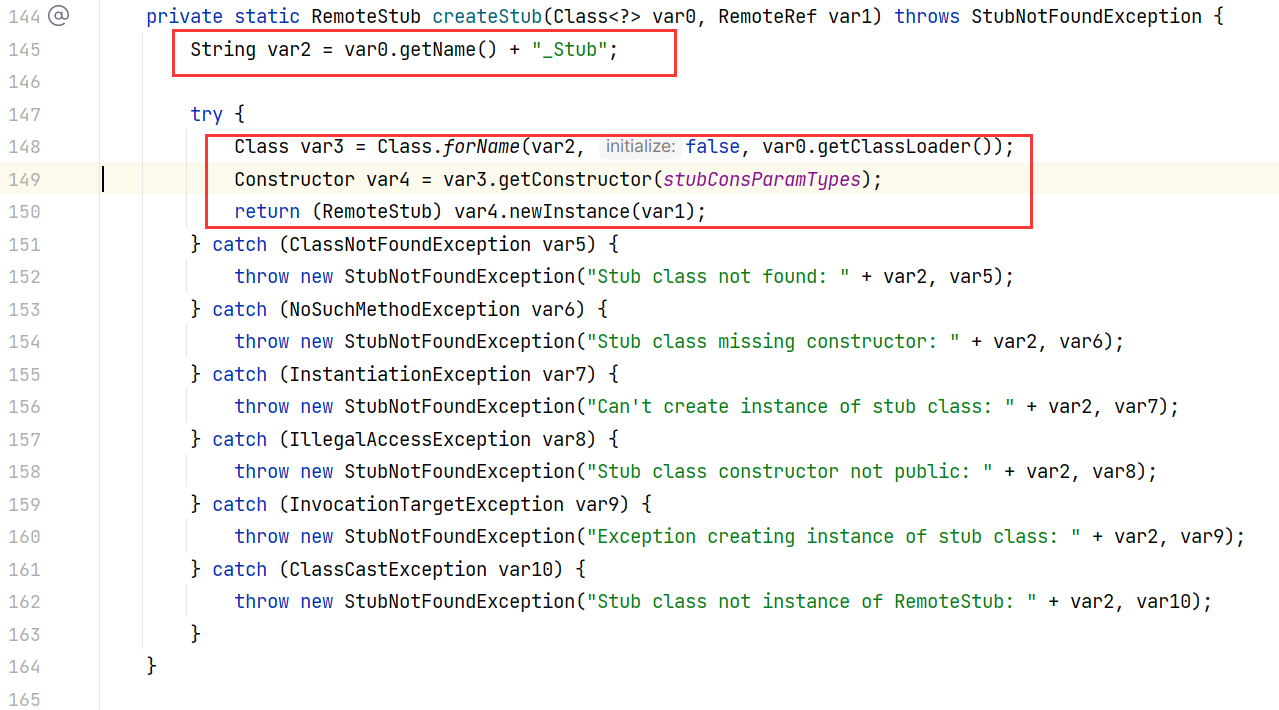 144 @ private static RemoteStub createStub(Class<?> var0, RemoteRef var1) throws StubNotFoundException {
145 String var2 = var0.getName() + "_Stub";
146
147 try {
148 Class var3 = Class.forName(var2, initialize: false, var0.getClassLoader());
149 Constructor var4 = var3.getConstructor(stubConsParamTypes);
150 return (RemoteStub) var4.newInstance(var1);
151 } catch (ClassNotFoundException var5) {
152 throw new StubNotFoundException("Stub class not found: " + var2, var5);
153 } catch (NoSuchMethodException var6) {
154 throw new StubNotFoundException("Stub class missing constructor: " + var2, var6);
155 } catch (InstantiationException var7) {
156 throw new StubNotFoundException("Can't create instance of stub class: " + var2, var7);
157 } catch (IllegalAccessException var8) {
158 throw new StubNotFoundException("Stub class constructor not public: " + var2, var8);
159 } catch (InvocationTargetException var9) {
160 throw new StubNotFoundException("Exception creating instance of stub class: " + var2, var9);
161 } catch (ClassCastException var10) {
162 throw new StubNotFoundException("Stub class not instance of RemoteStub: " + var2, var10);
163 }
164 }
165